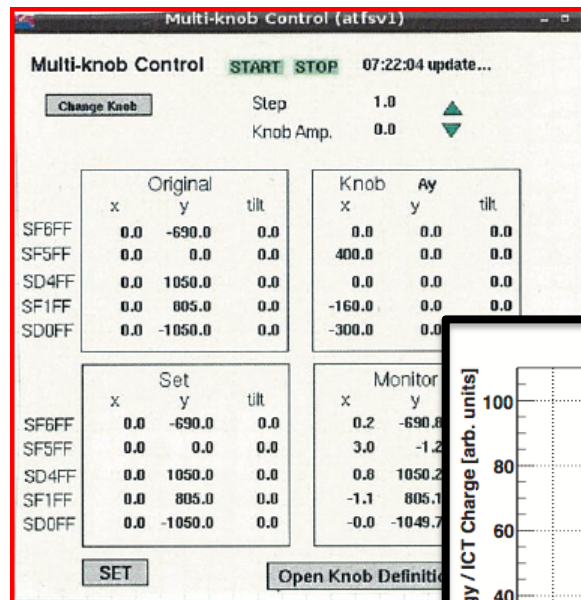 Multi-knob Control (atfsv1)
Multi-knob Control START STOP 07:22:04 update...
Change Knob Step 1.0
Knob Amp. 0.0
Original
x y tilt
SF6FF 0.0 -690.0 0.0
SF5FF 0.0 0.0 0.0
SD4FF 0.0 1050.0 0.0
SF1FF 0.0 805.0 0.0
SD0FF 0.0 -1050.0 0.0
Knob Ay
x y tilt
0.0 0.0 0.0
400.0 0.0 0.0
0.0 0.0 0.0
-160.0 0.0 0.0
-300.0 0.0
Set
x y tilt
SF6FF 0.0 -690.0 0.0
SF5FF 0.0 0.0 0.0
SD4FF 0.0 1050.0 0.0
SF1FF 0.0 805.0 0.0
SD0FF 0.0 -1050.0 0.0
Monitor
x y
0.2 -690.8
3.0 -1.2
0.8 1050.2
-1.1 805.1
-0.0 -1049.7
SET Open Knob
100
80
60
40
/ ICT Charge [arb. units]